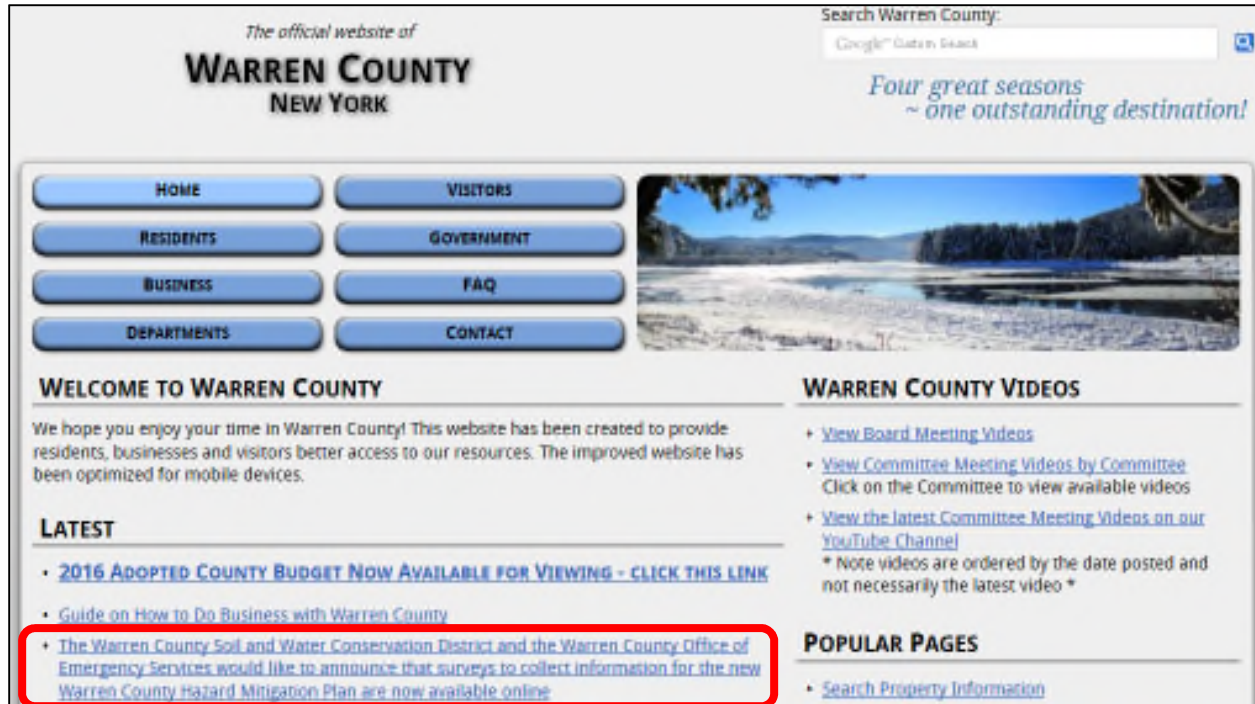 The official website of
WARREN COUNTY
NEW YORK
Search Warren County:
Google™ Custom Search
Four great seasons
~ one outstanding destination!
HOME
VISITORS
RESIDENTS
GOVERNMENT
BUSINESS
FAQ
DEPARTMENTS
CONTACT
WELCOME TO WARREN COUNTY
We hope you enjoy your time in Warren County! This website has been created to provide
residents, businesses and visitors better access to our resources. The improved website has
been optimized for mobile devices.
LATEST
• 2016 ADOPTED COUNTY BUDGET NOW AVAILABLE FOR VIEWING - CLICK THIS LINK
• Guide on How to Do Business with Warren County
• The Warren County Soil and Water Conservation District and the Warren County Office of
Emergency Services would like to announce that surveys to collect information for the new
Warren County Hazard Mitigation Plan are now available online
WARREN COUNTY VIDEOS
• View Board Meeting Videos
• View Committee Meeting Videos by Committee
Click on the Committee to view available videos
• View the latest Committee Meeting Videos on our
YouTube Channel
* Note videos are ordered by the date posted and
not necessarily the latest video *
POPULAR PAGES
• Search Property Information